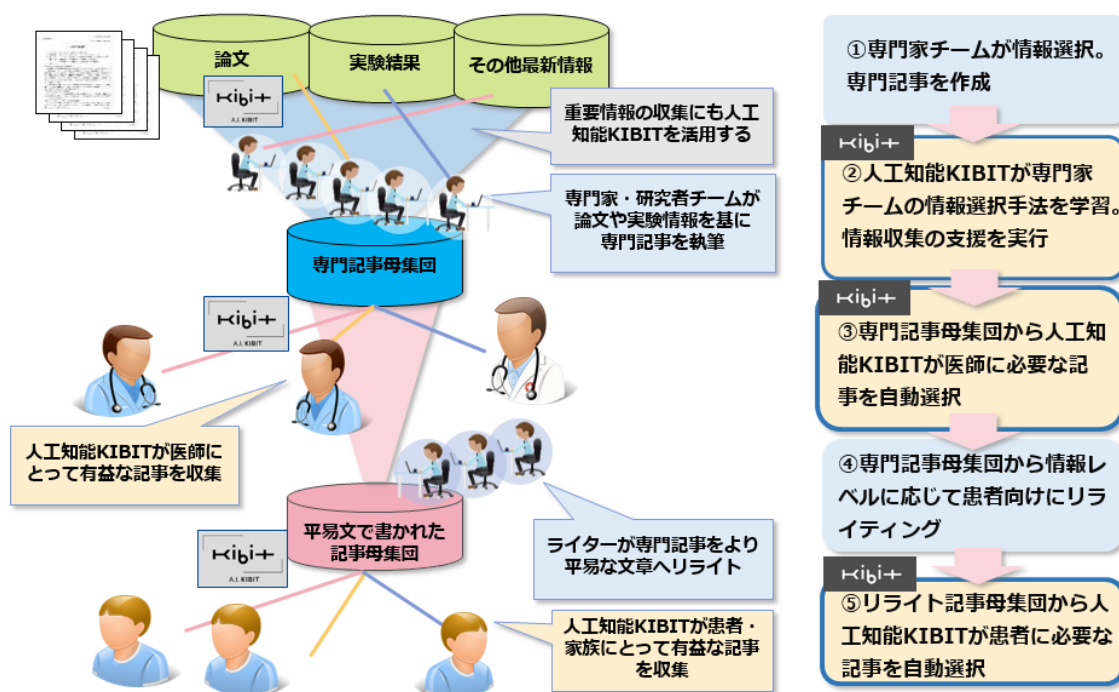 論文
実験結果
その他最新情報
KIBIT
A.I. KIBIT
重要情報の収集にも人工
知能KIBITを活用する
専門家・研究者チームが
論文や実験情報を基に
専門記事を執筆
専門記事母集団
KIBIT
A.I. KIBIT
人工知能KIBITが医師に
とって有益な記事を収集
平易文で書かれた
記事母集団
KIBIT
A.I. KIBIT
ライターが専門記事をより
平易な文章へリライト
人工知能KIBITが患者・
家族にとって有益な記事
を収集
①専門家チームが情報選択。
専門記事を作成
KIBIT
②人工知能KIBITが専門家
チームの情報選択手法を学習。
情報収集の支援を実行
KIBIT
③専門記事母集団から人工知
能KIBITが医師に必要な記
事を自動選択
④専門記事母集団から情報レ
ベルに応じて患者向けにリラ
イティング
KIBIT
⑤リライト記事母集団から人
工知能KIBITが患者に必要な
記事を自動選択